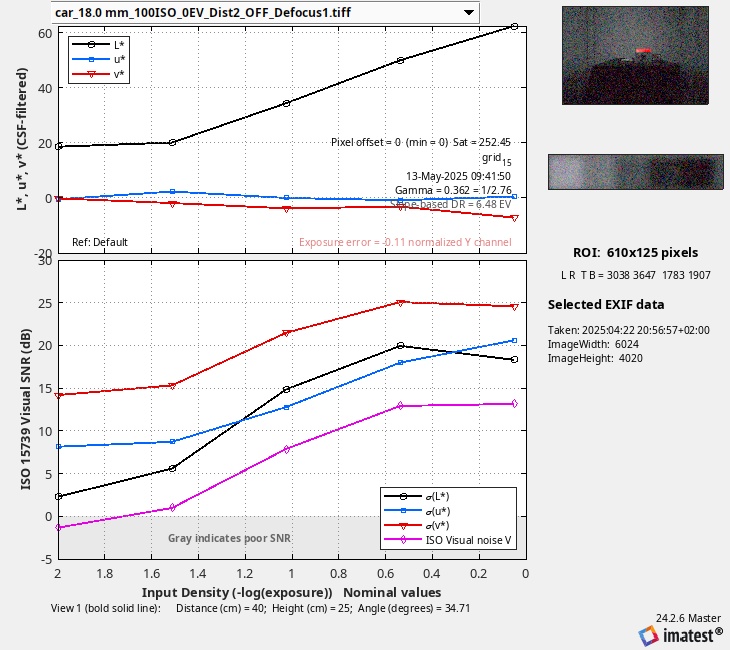 car_18.0 mm_100ISO_0EV_Dist2_OFF_Defocus1.tiff
L*, u*, v* (CSF-filtered)
60
40
20
0
-20
L*
u*
v*
Pixel offset = 0 (min = 0) Sat = 252.45
grid15
13-May-2025 09:41:50
Gamma = 0.362 = 1/2.76
Slope-based DR = 6.48 EV
Ref: Default
Exposure error = -0.11 normalized Y channel
ISO 15739 Visual SNR (dB)
30
25
20
15
10
5
0
-5
σ(L*)
σ(u*)
σ(v*)
ISO Visual noise V
Gray indicates poor SNR
2 1.8 1.6 1.4 1.2 1 0.8 0.6 0.4 0.2 0
Input Density (-log(exposure)) Nominal values
View 1 (bold solid line): Distance (cm) = 40; Height (cm) = 25; Angle (degrees) = 34.71
ROI: 610x125 pixels
L R T B = 3038 3647 1783 1907
Selected EXIF data
Taken: 2025:04:22 20:56:57+02:00
ImageWidth: 6024
ImageHeight: 4020
24.2.6 Master
imatest®